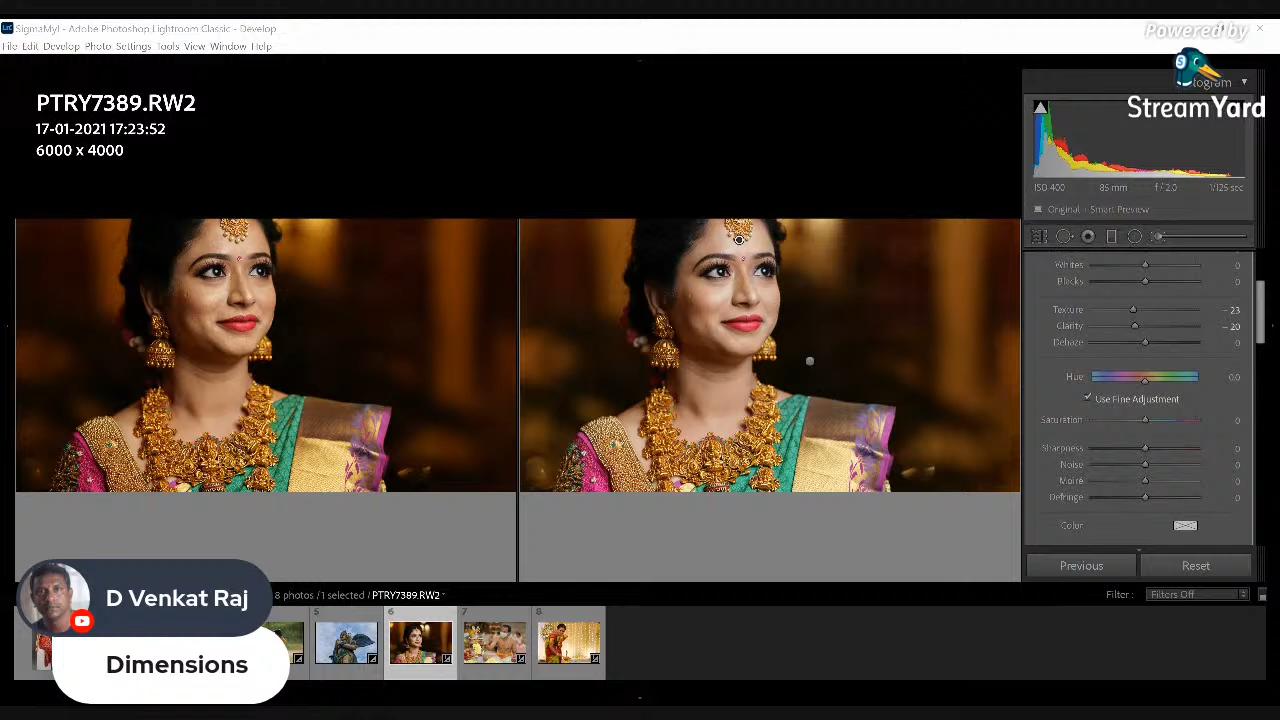 SigmaMyl - Adobe Photoshop Lightroom Classic - Develop
File Edit Develop Photo Settings Tools View Window Help
Powered by
StreamYard
PTRY7389.RW2
17-01-2021 17:23:52
6000 x 4000
ISO 400 85 mm f / 2.0 1/125 sec
Original + Smart Preview
Whites 0
Blacks 0
Texture - 23
Clarity - 20
Dehaze 0
Hue 0.0
Use Fine Adjustment
Saturation 0
Sharpness 0
Noise 0
Moiré 0
Defringe 0
Color
Previous Reset
8 photos / 1 selected / PTRY7389.RW2
Filter : Filters Off
5 6 7 8
D Venkat Raj
Dimensions